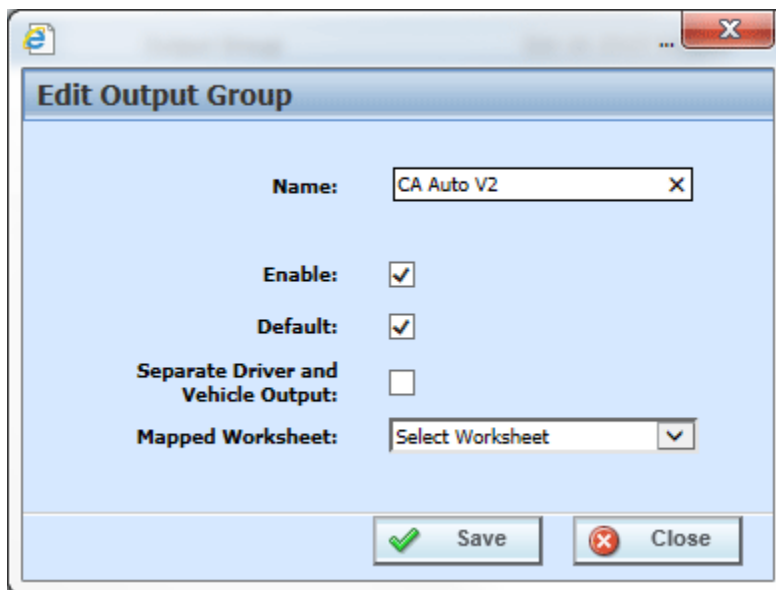 ...
Edit Output Group
Name: CA Auto V2
Enable:
Default:
Separate Driver and
Vehicle Output:
Mapped Worksheet: Select Worksheet
Save Close